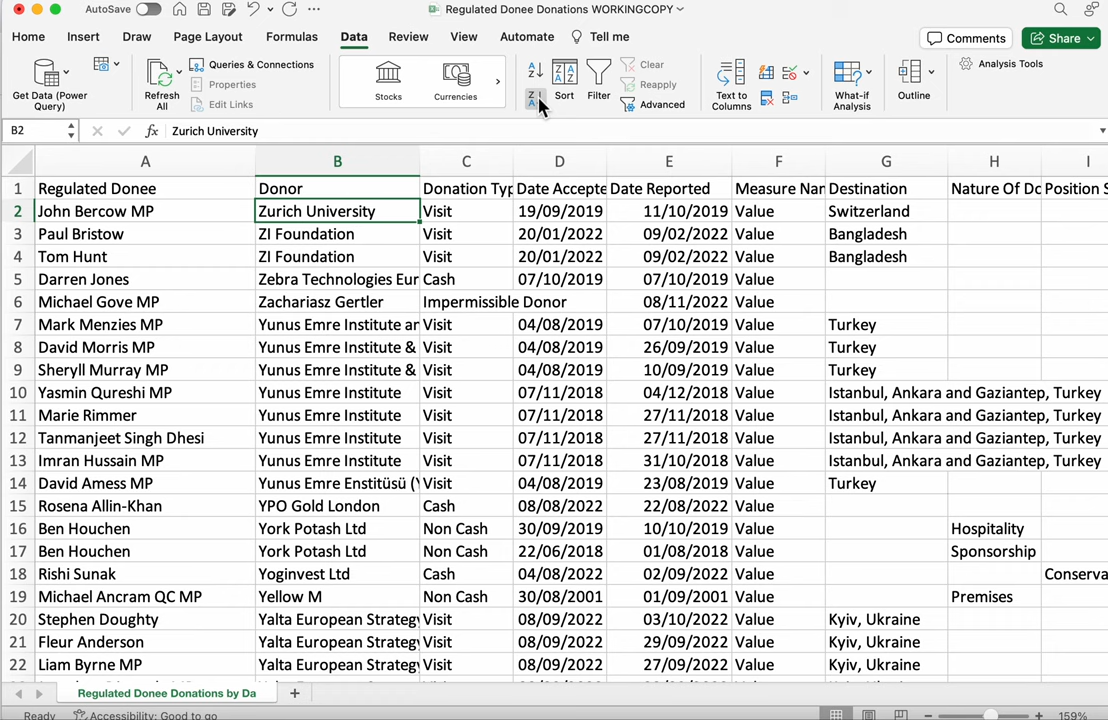 AutoSave
Regulated Donee Donations WORKINGCOPY
Home Insert Draw Page Layout Formulas Data Review View Automate Tell me Comments Share
Get Data (Power Query)
Refresh All
Queries & Connections
Properties
Edit Links
Stocks
Currencies
Sort
Filter
Clear
Reapply
Advanced
Text to Columns
What-if Analysis
Outline
Analysis Tools
B2 fx Zurich University
A B C D E F G H I
1 Regulated Donee Donor Donation Typ Date Accepte Date Reported Measure Nar Destination Nature Of Do Position S
2 John Bercow MP Zurich University Visit 19/09/2019 11/10/2019 Value Switzerland
3 Paul Bristow ZI Foundation Visit 20/01/2022 09/02/2022 Value Bangladesh
4 Tom Hunt ZI Foundation Visit 20/01/2022 09/02/2022 Value Bangladesh
5 Darren Jones Zebra Technologies Eur Cash 07/10/2019 07/10/2019 Value
6 Michael Gove MP Zachariasz Gertler Impermissible Donor 08/11/2022 Value
7 Mark Menzies MP Yunus Emre Institute ar Visit 04/08/2019 07/10/2019 Value Turkey
8 David Morris MP Yunus Emre Institute & Visit 04/08/2019 26/09/2019 Value Turkey
9 Sheryll Murray MP Yunus Emre Institute & Visit 04/08/2019 10/09/2019 Value Turkey
10 Yasmin Qureshi MP Yunus Emre Institute Visit 07/11/2018 04/12/2018 Value Istanbul, Ankara and Gaziantep, Turkey
11 Marie Rimmer Yunus Emre Institute Visit 07/11/2018 27/11/2018 Value Istanbul, Ankara and Gaziantep, Turkey
12 Tanmanjeet Singh Dhesi Yunus Emre Institute Visit 07/11/2018 27/11/2018 Value Istanbul, Ankara and Gaziantep, Turkey
13 Imran Hussain MP Yunus Emre Institute Visit 07/11/2018 31/10/2018 Value Istanbul, Ankara and Gaziantep, Turkey
14 David Amess MP Yunus Emre Enstitüsü (Y Visit 04/08/2019 23/08/2019 Value Turkey
15 Rosena Allin-Khan YPO Gold London Cash 08/08/2022 22/08/2022 Value
16 Ben Houchen York Potash Ltd Non Cash 30/09/2019 10/10/2019 Value Hospitality
17 Ben Houchen York Potash Ltd Non Cash 22/06/2018 01/08/2018 Value Sponsorship
18 Rishi Sunak Yoginvest Ltd Cash 04/08/2022 02/09/2022 Value Conserva
19 Michael Ancram QC MP Yellow M Non Cash 30/08/2001 01/09/2001 Value Premises
20 Stephen Doughty Yalta European Strategy Visit 08/09/2022 03/10/2022 Value Kyiv, Ukraine
21 Fleur Anderson Yalta European Strategy Visit 08/09/2022 29/09/2022 Value Kyiv, Ukraine
22 Liam Byrne MP Yalta European Strategy Visit 08/09/2022 27/09/2022 Value Kyiv, Ukraine
Regulated Donee Donations by Da
Ready Accessibility: Good to go 159%